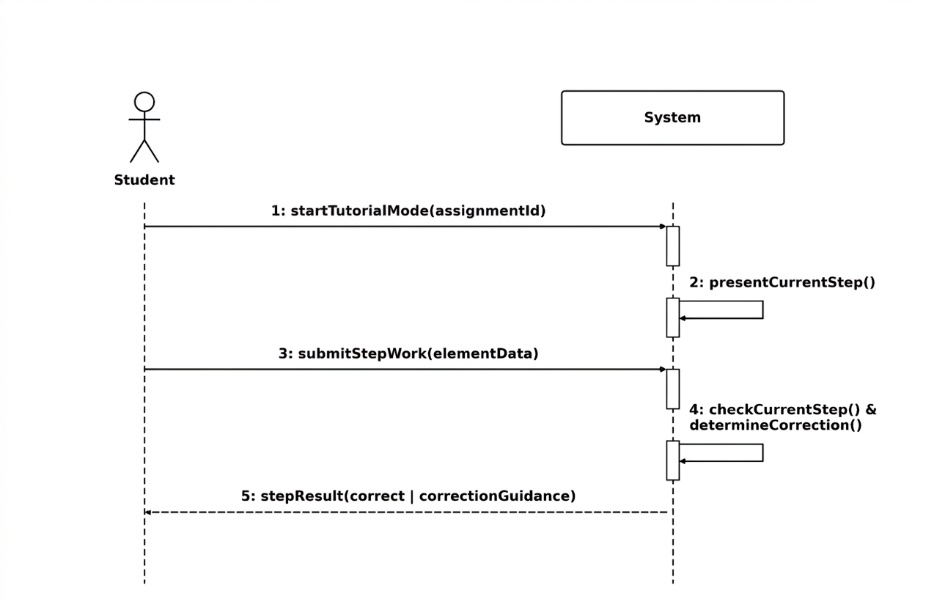 System
Student
1: startTutorialMode(assignmentId)
2: presentCurrentStep()
3: submitStepWork(elementData)
4: checkCurrentStep() &
determineCorrection()
5: stepResult(correct | correctionGuidance)